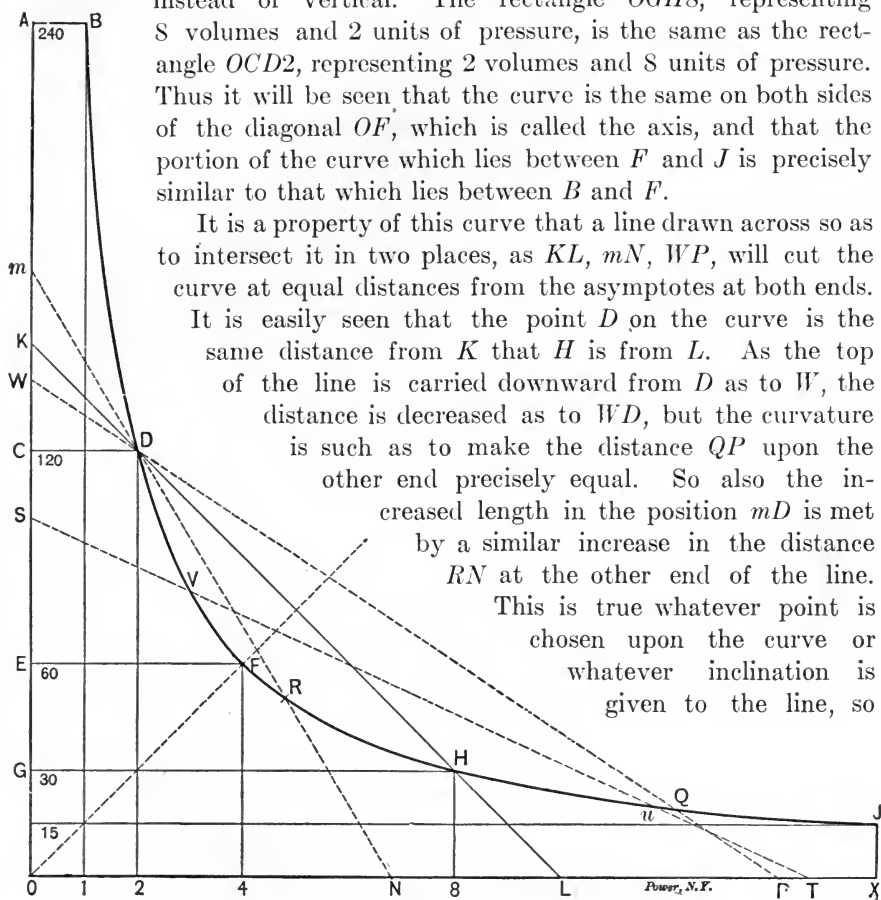 instead of vertical. The rectangle OGH8, representing
8 volumes and 2 units of pressure, is the same as the rect-
angle OCD2, representing 2 volumes and 8 units of pressure.
Thus it will be seen that the curve is the same on both sides
of the diagonal OF, which is called the axis, and that the
portion of the curve which lies between F and J is precisely
similar to that which lies between B and F.
It is a property of this curve that a line drawn across so as
to intersect it in two places, as KL, mN, WP, will cut the
curve at equal distances from the asymptotes at both ends.
It is easily seen that the point D on the curve is the
same distance from K that H is from L. As the top
of the line is carried downward from D as to W, the
distance is decreased as to WD, but the curvature
is such as to make the distance QP upon the
other end precisely equal. So also the in-
creased length in the position mD is met
by a similar increase in the distance
RN at the other end of the line.
This is true whatever point is
chosen upon the curve or
whatever inclination is
given to the line, so
A 240 B
m
K
W
C 120 D
S
V
E 60 F
R
G 30 H
Q
u
15 J
0 1 2 4 N 8 L Power, N.Y. P T X